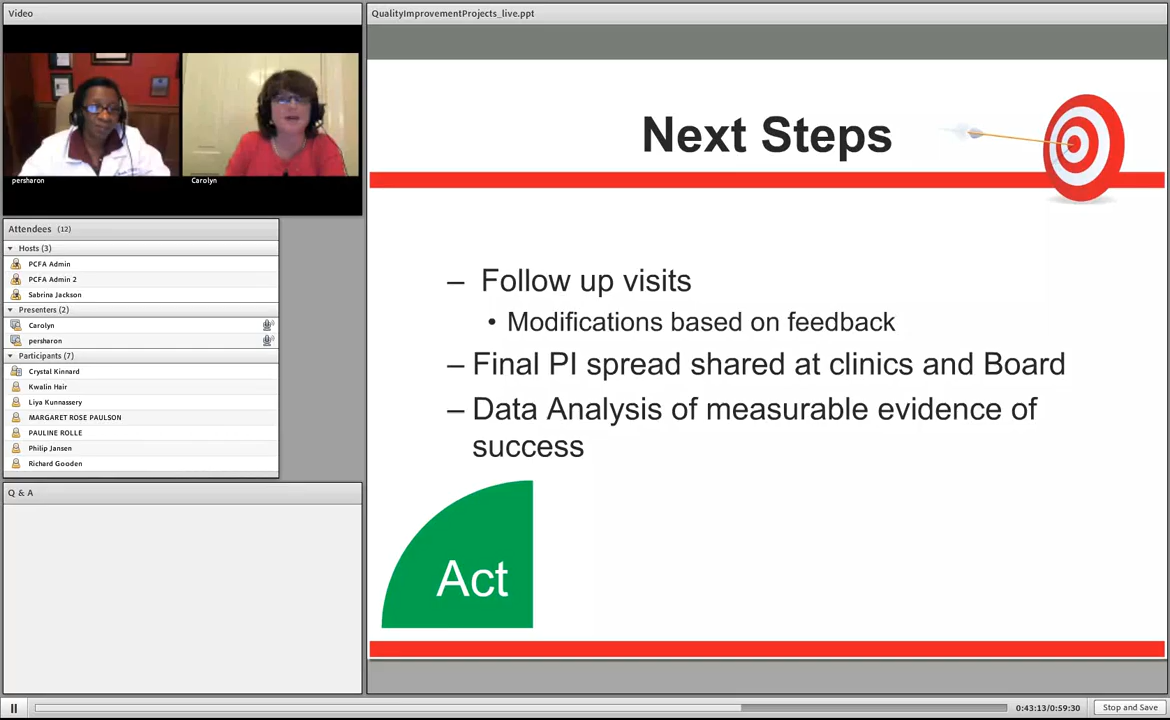 Video
persharon
Carolyn
Attendees (12)
Hosts (3)
PCFA Admin
PCFA Admin 2
Sabrina Jackson
Presenters (2)
Carolyn
persharon
Participants (7)
Crystal Kinnard
Kwalin Hair
Liya Kunnassery
MARGARET ROSE PAULSON
PAULINE ROLLE
Philip Jansen
Richard Gooden
Q & A
QualityImprovementProjects_live.ppt
Next Steps
– Follow up visits
• Modifications based on feedback
– Final PI spread shared at clinics and Board
– Data Analysis of measurable evidence of
success
Act
0:43:13/0:59:30
Stop and Save